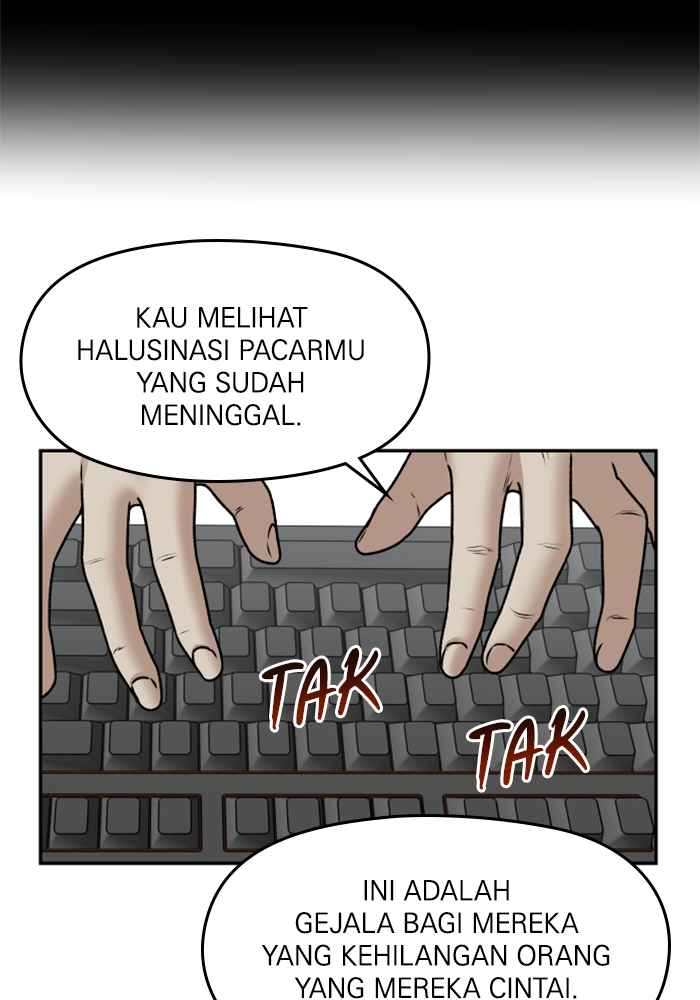 KAU MELIHAT
HALUSINASI PACARMU
YANG SUDAH
MENINGGAL.
TAK
TAK
INI ADALAH
GEJALA BAGI MEREKA
YANG KEHILANGAN ORANG
YANG MEREKA CINTAI.